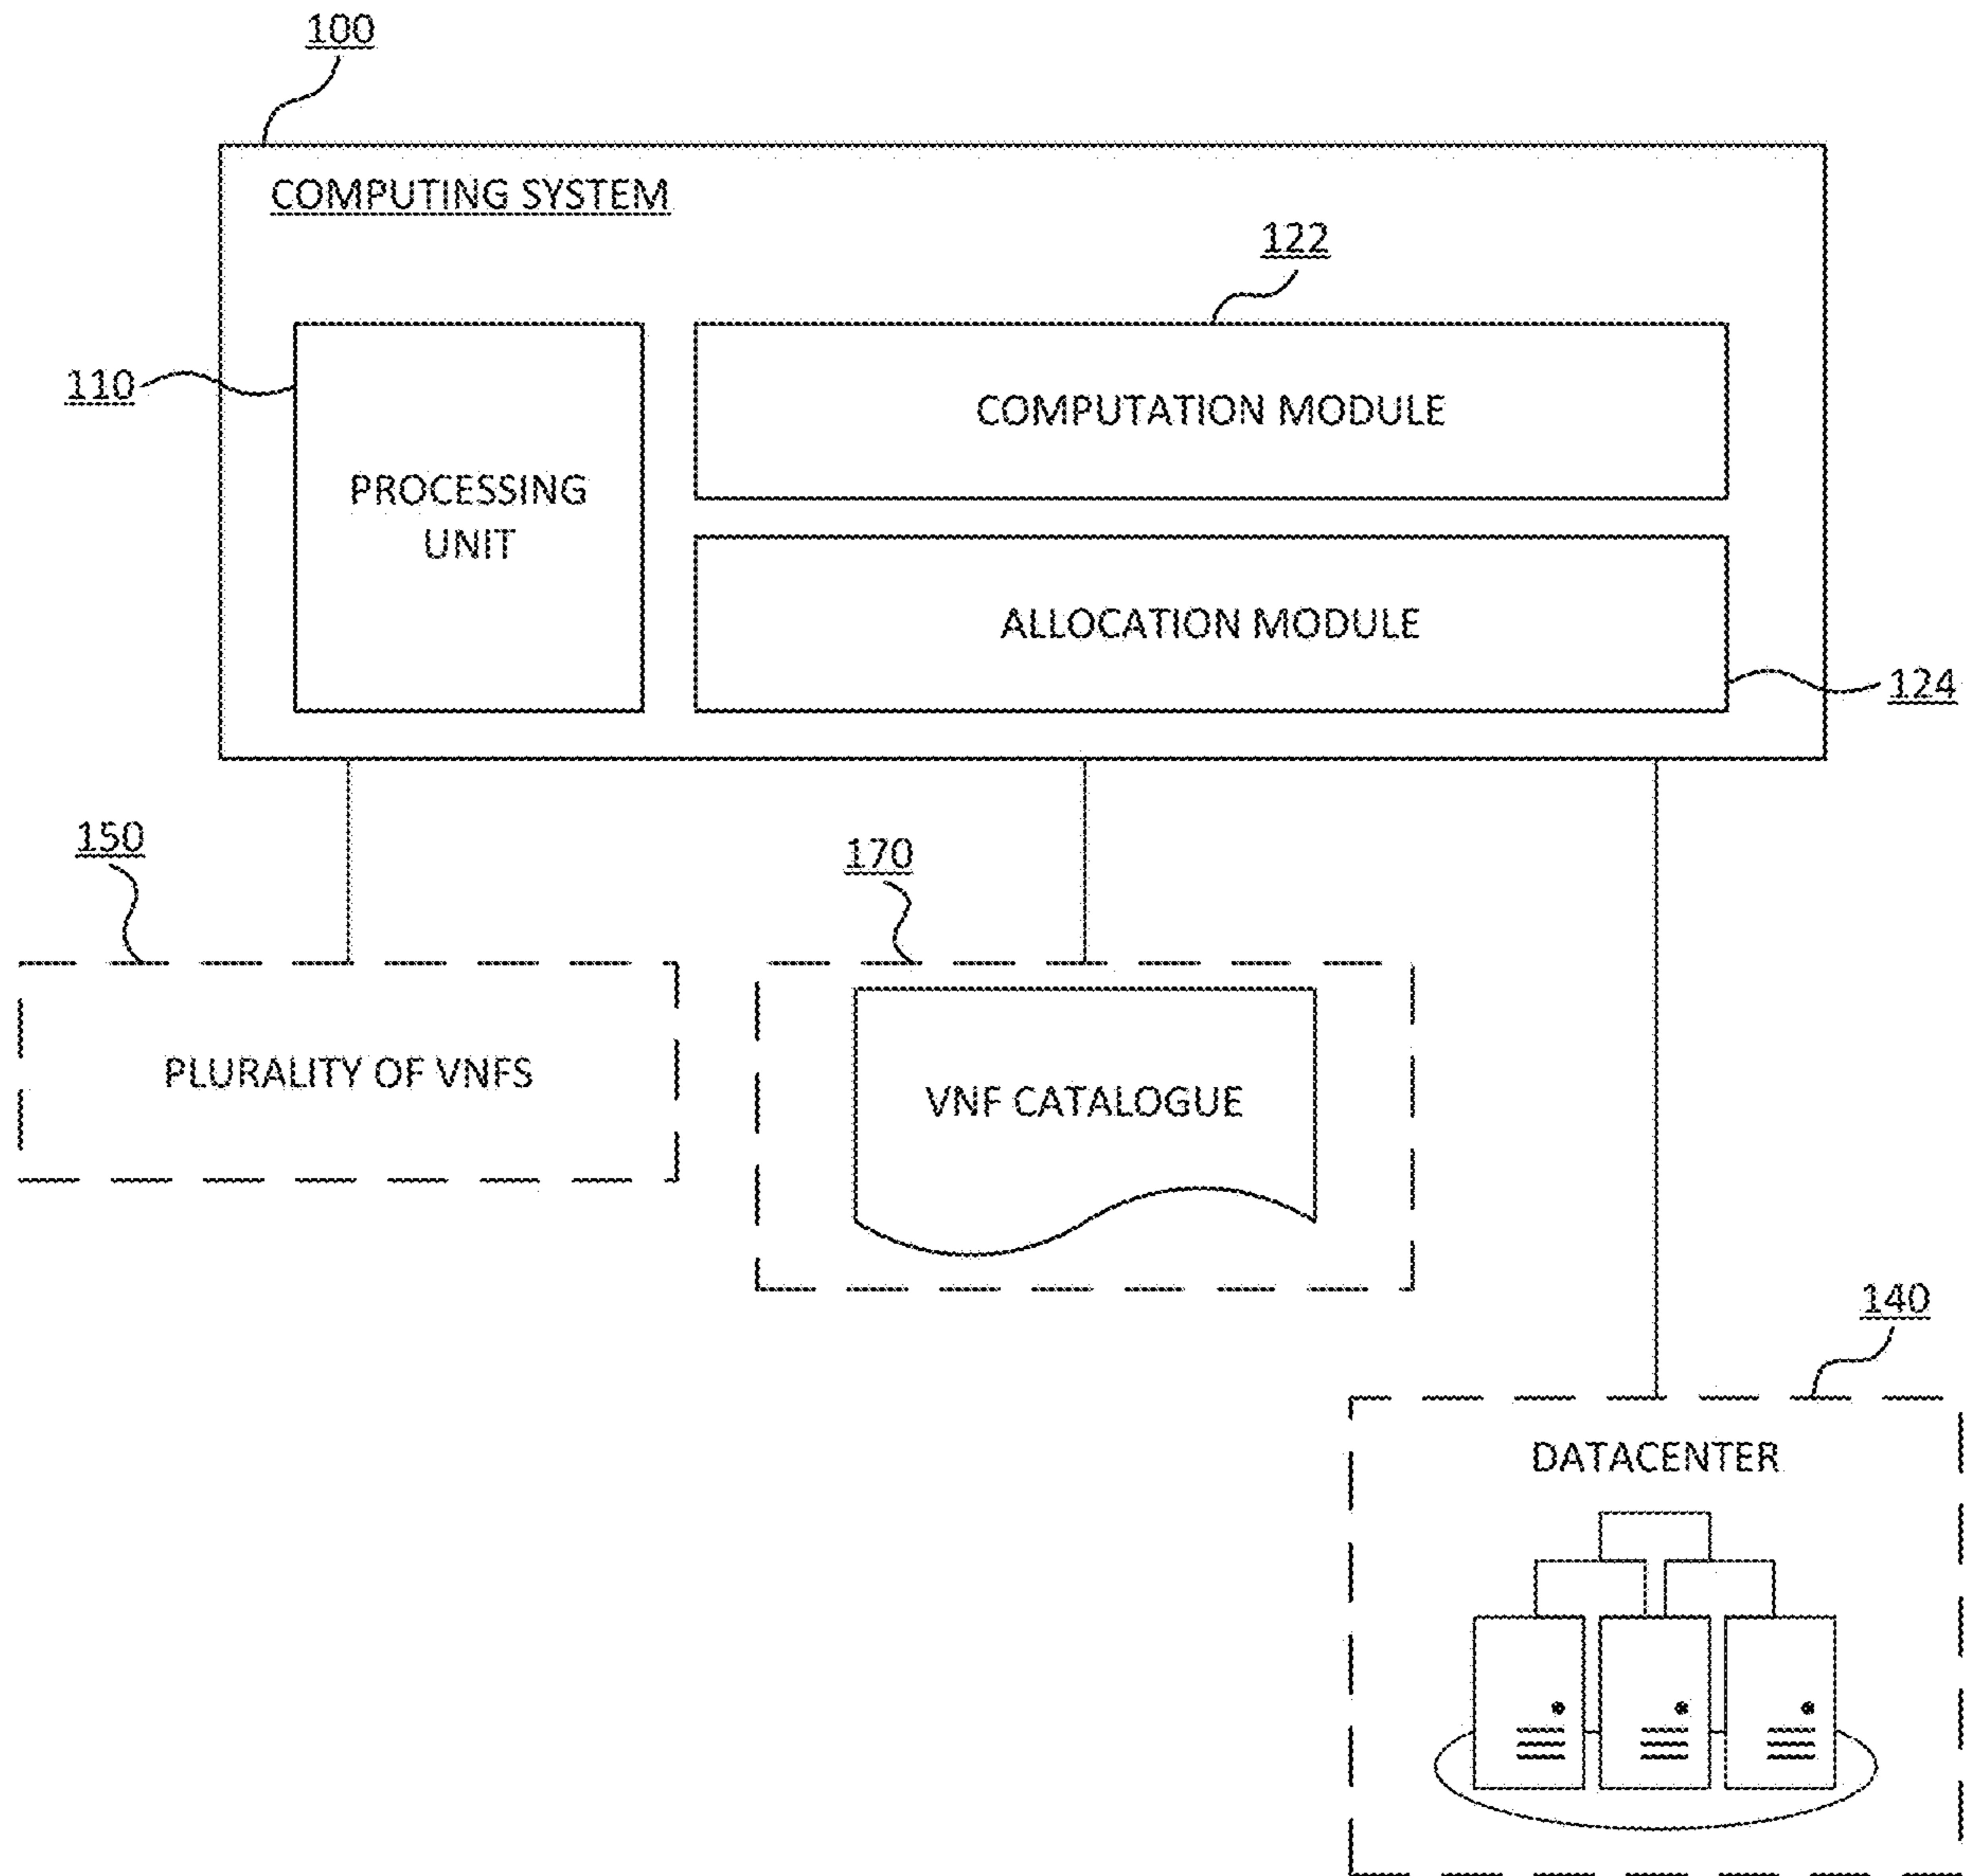 100
COMPUTING SYSTEM
122
110
COMPUTATION MODULE
PROCESSING
UNIT
ALLOCATION MODULE
124
150
170
PLURALITY OF VNFS
VNF CATALOGUE
140
DATACENTER